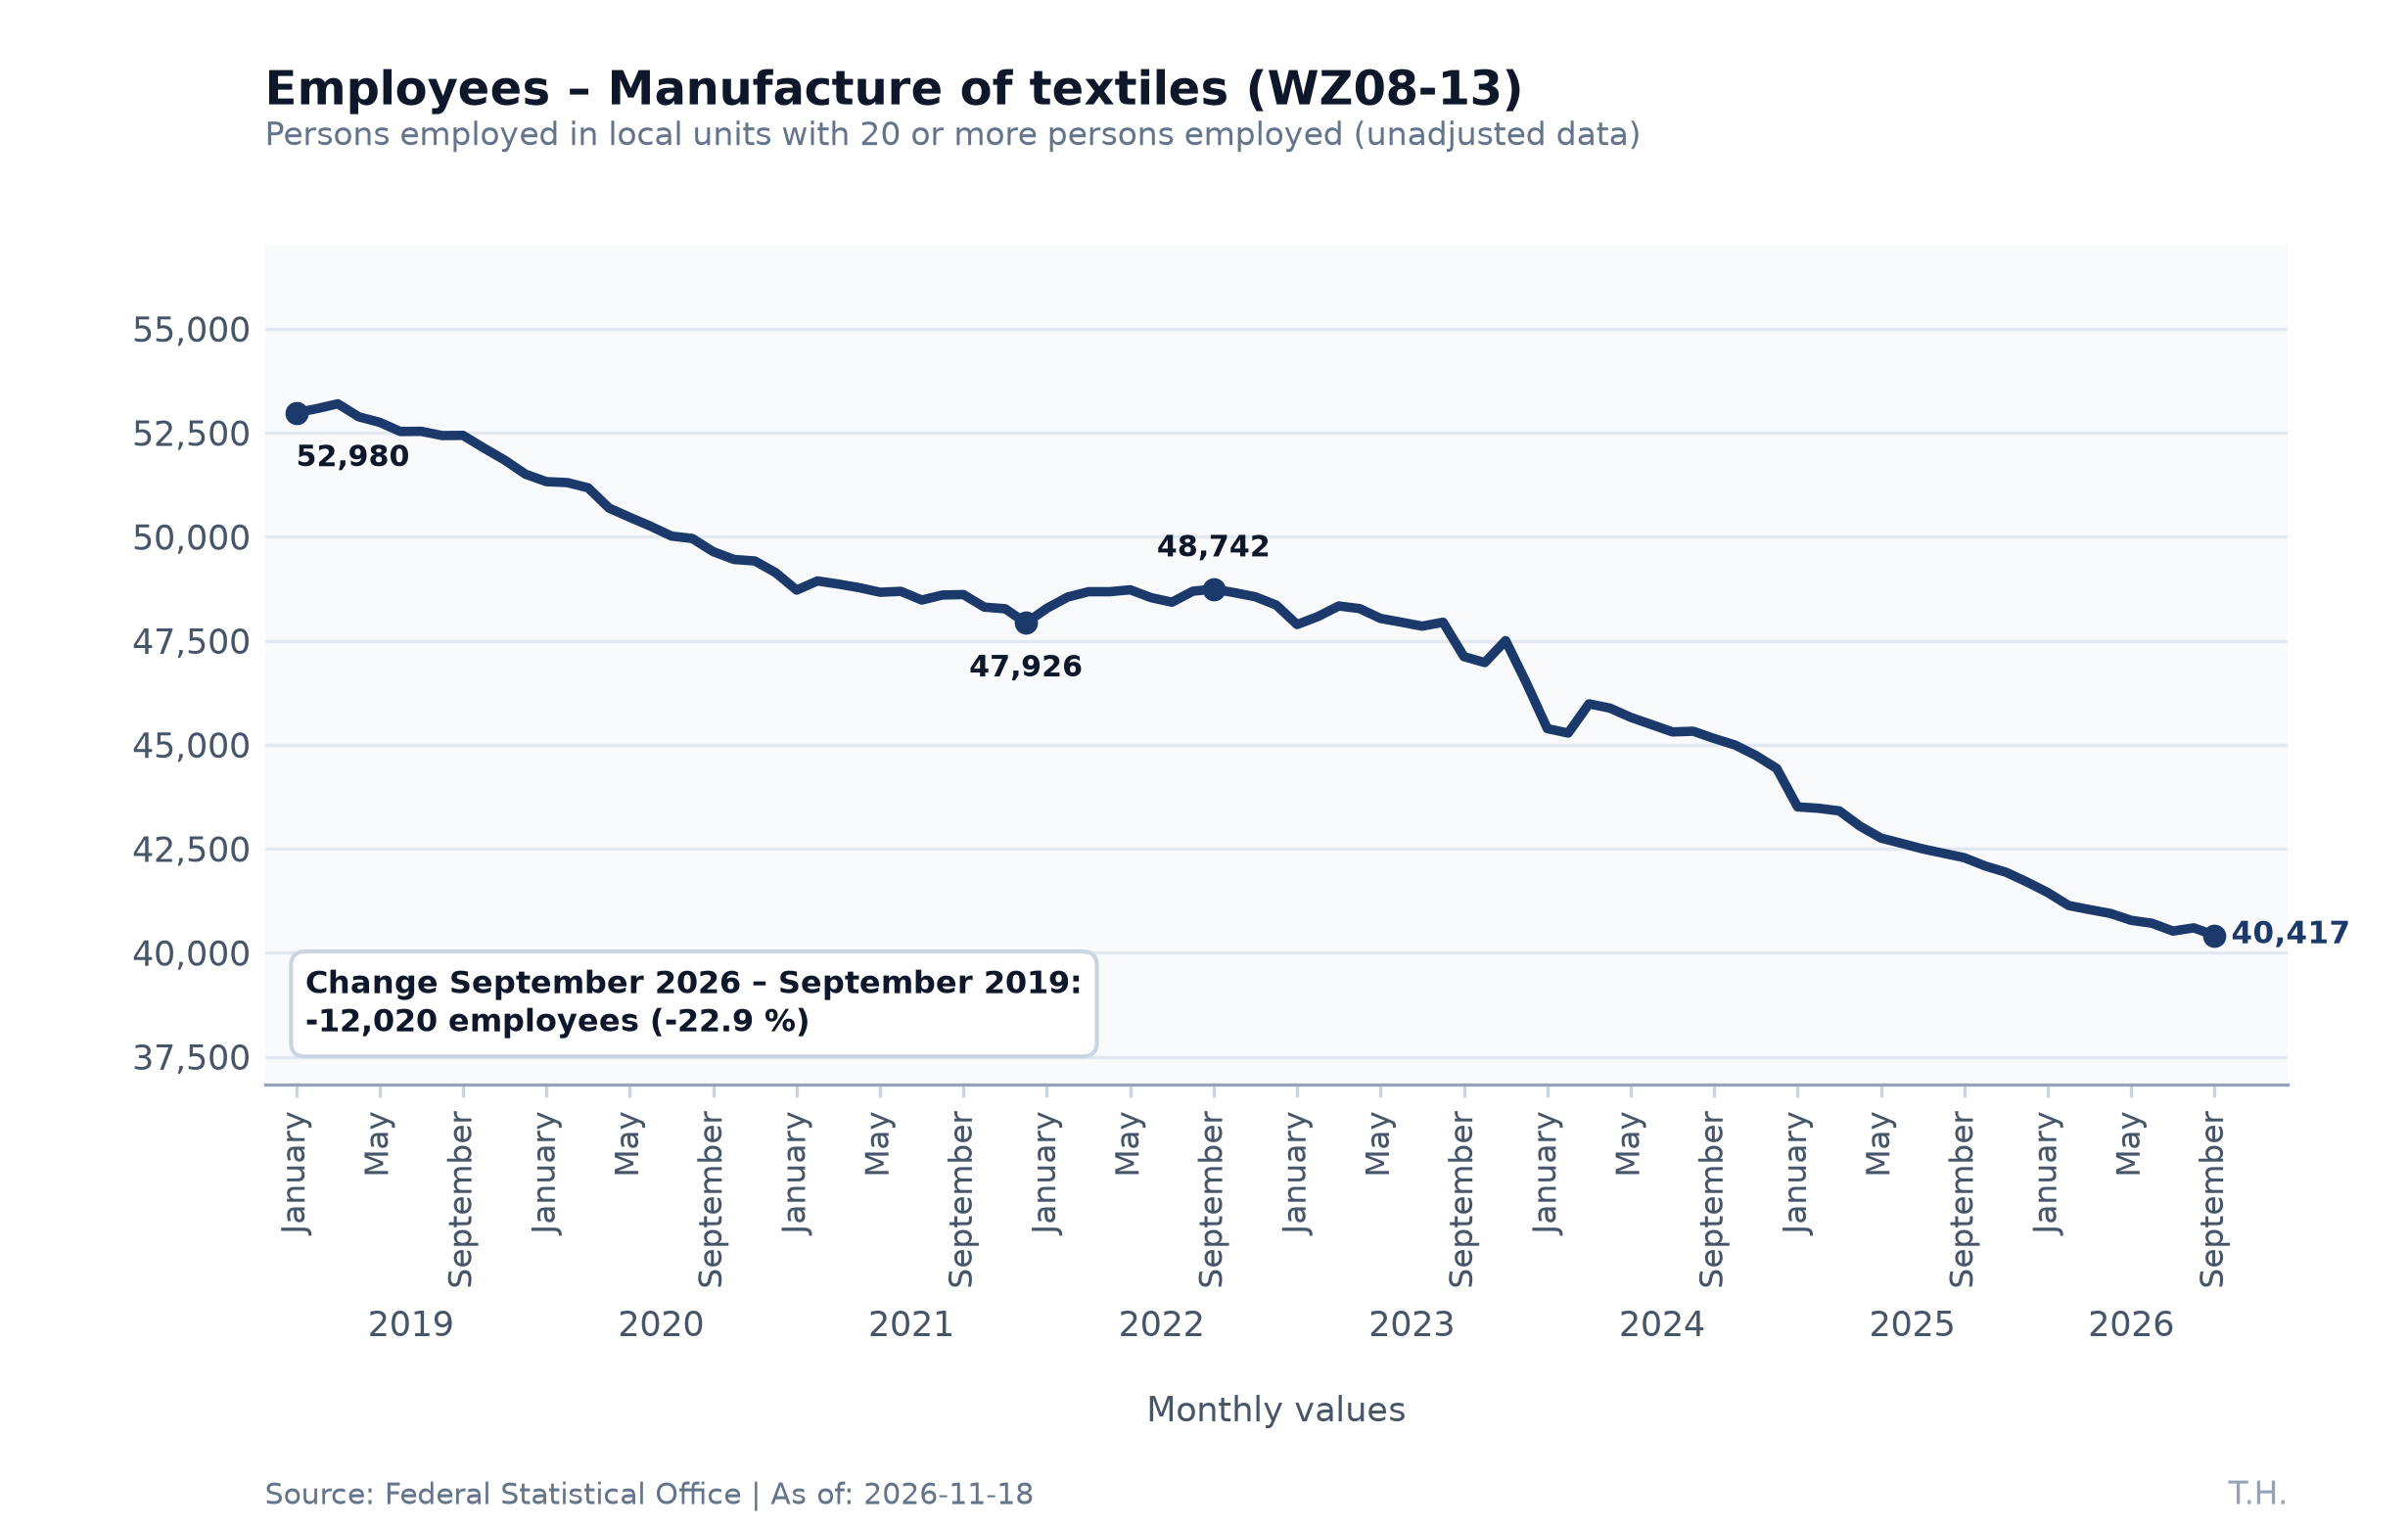 Employees – Manufacture of textiles (WZ08-13)
Persons employed in local units with 20 or more persons employed (unadjusted data)
55,000
52,500
50,000
47,500
45,000
42,500
40,000
37,500
52,980
47,926
48,742
40,417
Change September 2026 – September 2019:
-12,020 employees (-22.9 %)
January
May
September
January
May
September
January
May
September
January
May
September
January
May
September
January
May
September
January
May
September
January
May
September
2019
2020
2021
2022
2023
2024
2025
2026
Monthly values
Source: Federal Statistical Office | As of: 2026-11-18
T.H.